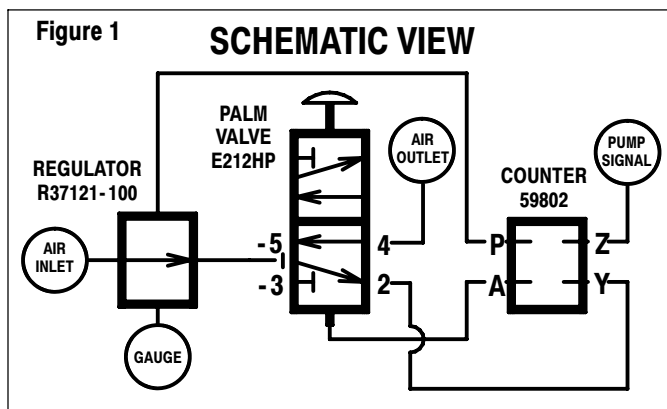 Figure 1
SCHEMATIC VIEW
PALM
VALVE
E212HP
AIR
OUTLET
PUMP
SIGNAL
REGULATOR
R37121-100
COUNTER
59802
AIR
INLET
-5
4
P
Z
-3
2
A
Y
GAUGE